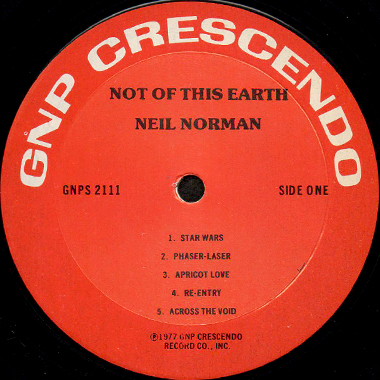 GNP CRESCENDO
NOT OF THIS EARTH
NEIL NORMAN
GNPS 2111 SIDE ONE
1. STAR WARS
2. PHASER-LASER
3. APRICOT LOVE
4. RE-ENTRY
5. ACROSS THE VOID
Ⓟ1977 GNP CRESCENDO
RECORD CO., INC.